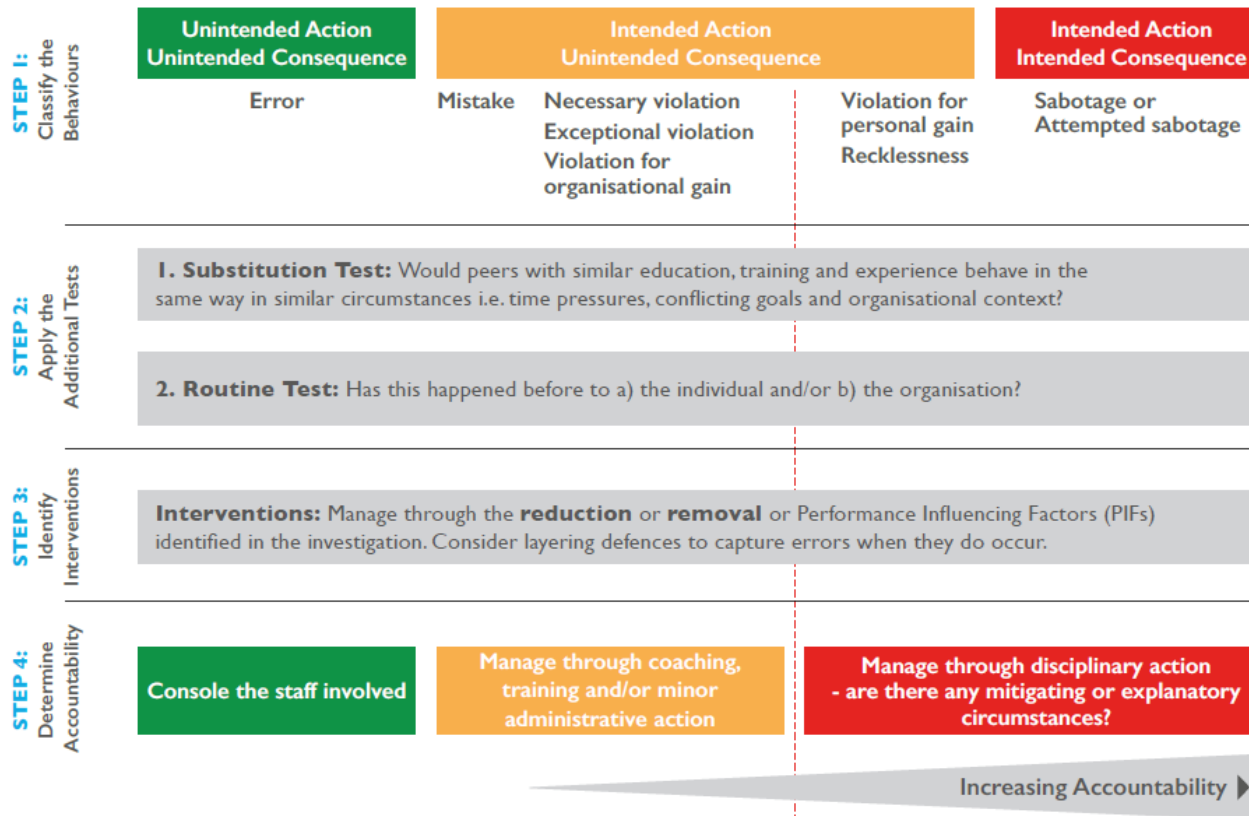 STEP 1:
Classify the
Behaviours
Unintended Action
Unintended Consequence
Intended Action
Unintended Consequence
Intended Action
Intended Consequence
Error
Mistake
Necessary violation
Exceptional violation
Violation for
organisational gain
Violation for
personal gain
Recklessness
Sabotage or
Attempted sabotage
STEP 2:
Apply the
Additional Tests
1. Substitution Test: Would peers with similar education, training and experience behave in the
same way in similar circumstances i.e. time pressures, conflicting goals and organisational context?
2. Routine Test: Has this happened before to a) the individual and/or b) the organisation?
STEP 3:
Identify
Interventions
Interventions: Manage through the reduction or removal or Performance Influencing Factors (PIFs)
identified in the investigation. Consider layering defences to capture errors when they do occur.
STEP 4:
Determine
Accountability
Console the staff involved
Manage through coaching,
training and/or minor
administrative action
Manage through disciplinary action
- are there any mitigating or explanatory
circumstances?
Increasing Accountability